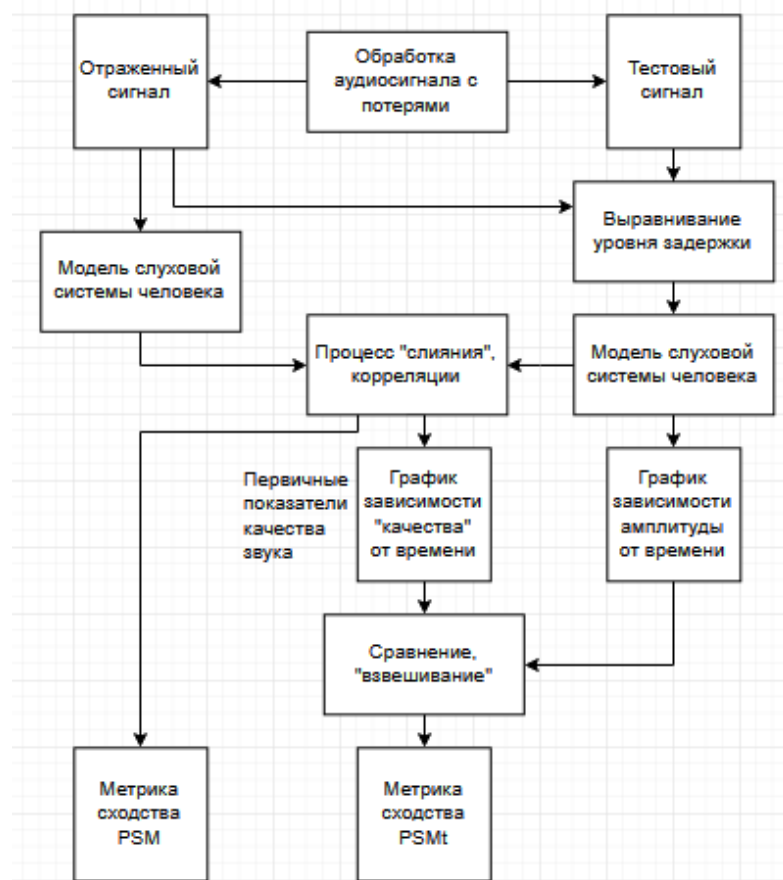 Отраженный
сигнал
Обработка
аудиосигнала с
потерями
Тестовый
сигнал
Выравнивание
уровня задержки
Модель слуховой
системы человека
Процесс "слияния",
корреляции
Модель слуховой
системы человека
Первичные
показатели
качества
звука
График
зависимости
"качества"
от времени
График
зависимости
амплитуды
от времени
Сравнение,
"взвешивание"
Метрика
сходства
PSM
Метрика
сходства
PSMt